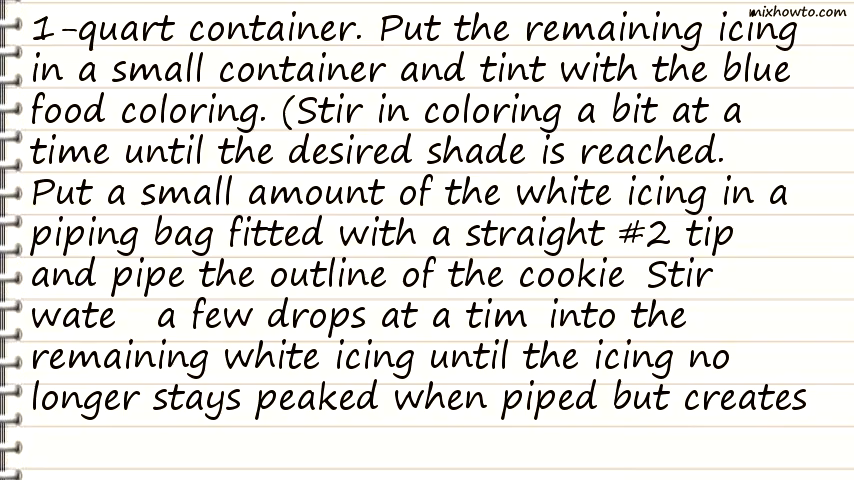 mixhowto.com
1-quart container. Put the remaining icing
in a small container and tint with the blue
food coloring. (Stir in coloring a bit at a
time until the desired shade is reached.
Put a small amount of the white icing in a
piping bag fitted with a straight #2 tip
and pipe the outline of the cookie Stir
wate a few drops at a tim into the
remaining white icing until the icing no
longer stays peaked when piped but creates